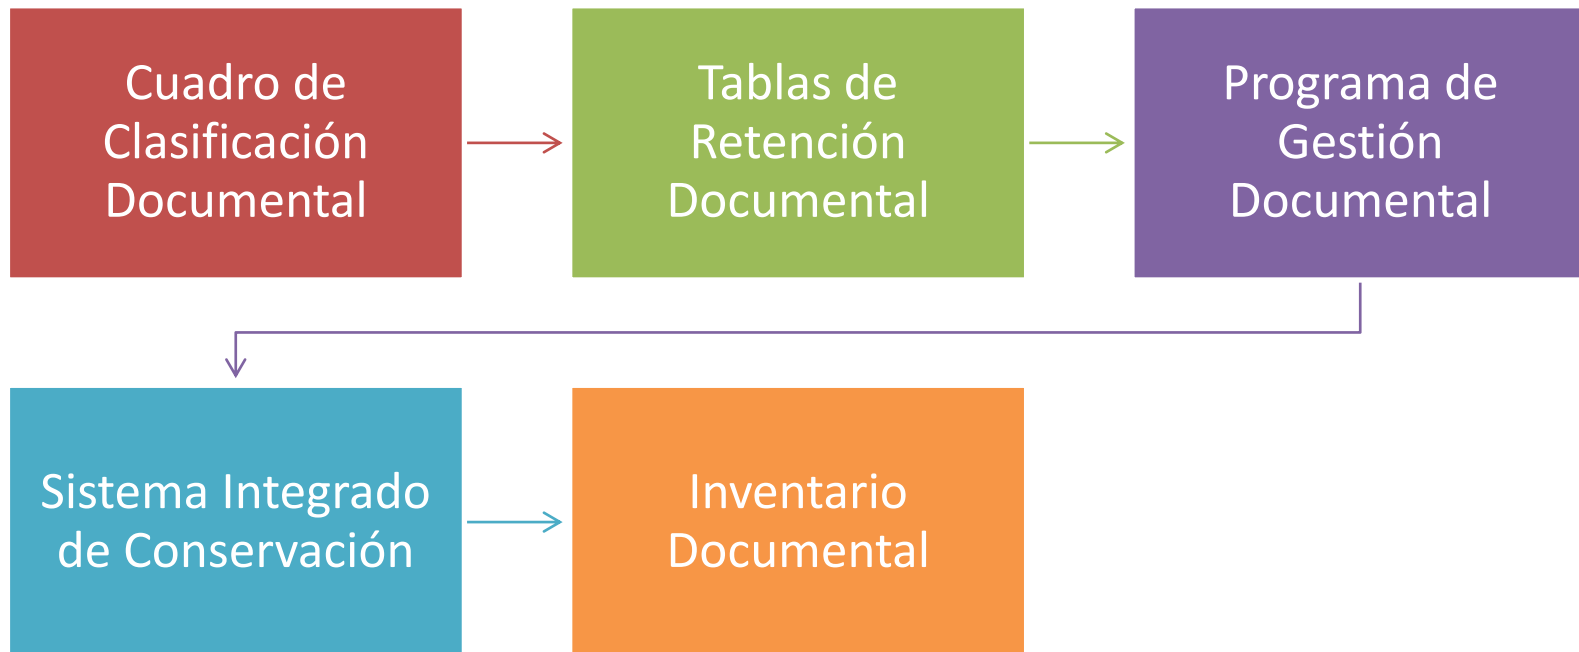 Cuadro de
Clasificación
Documental
Tablas de
Retención
Documental
Programa de
Gestión
Documental
Sistema Integrado
de Conservación
Inventario
Documental